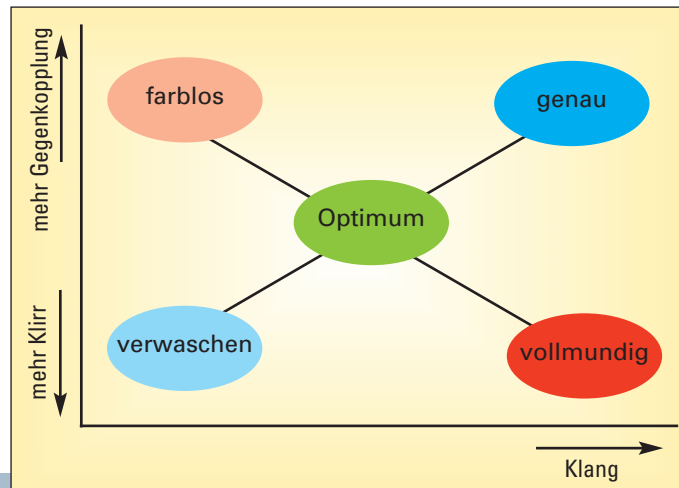 mehr Gegenkopplung
farblos
genau
Optimum
mehr Klirr
verwaschen
vollmundig
Klang